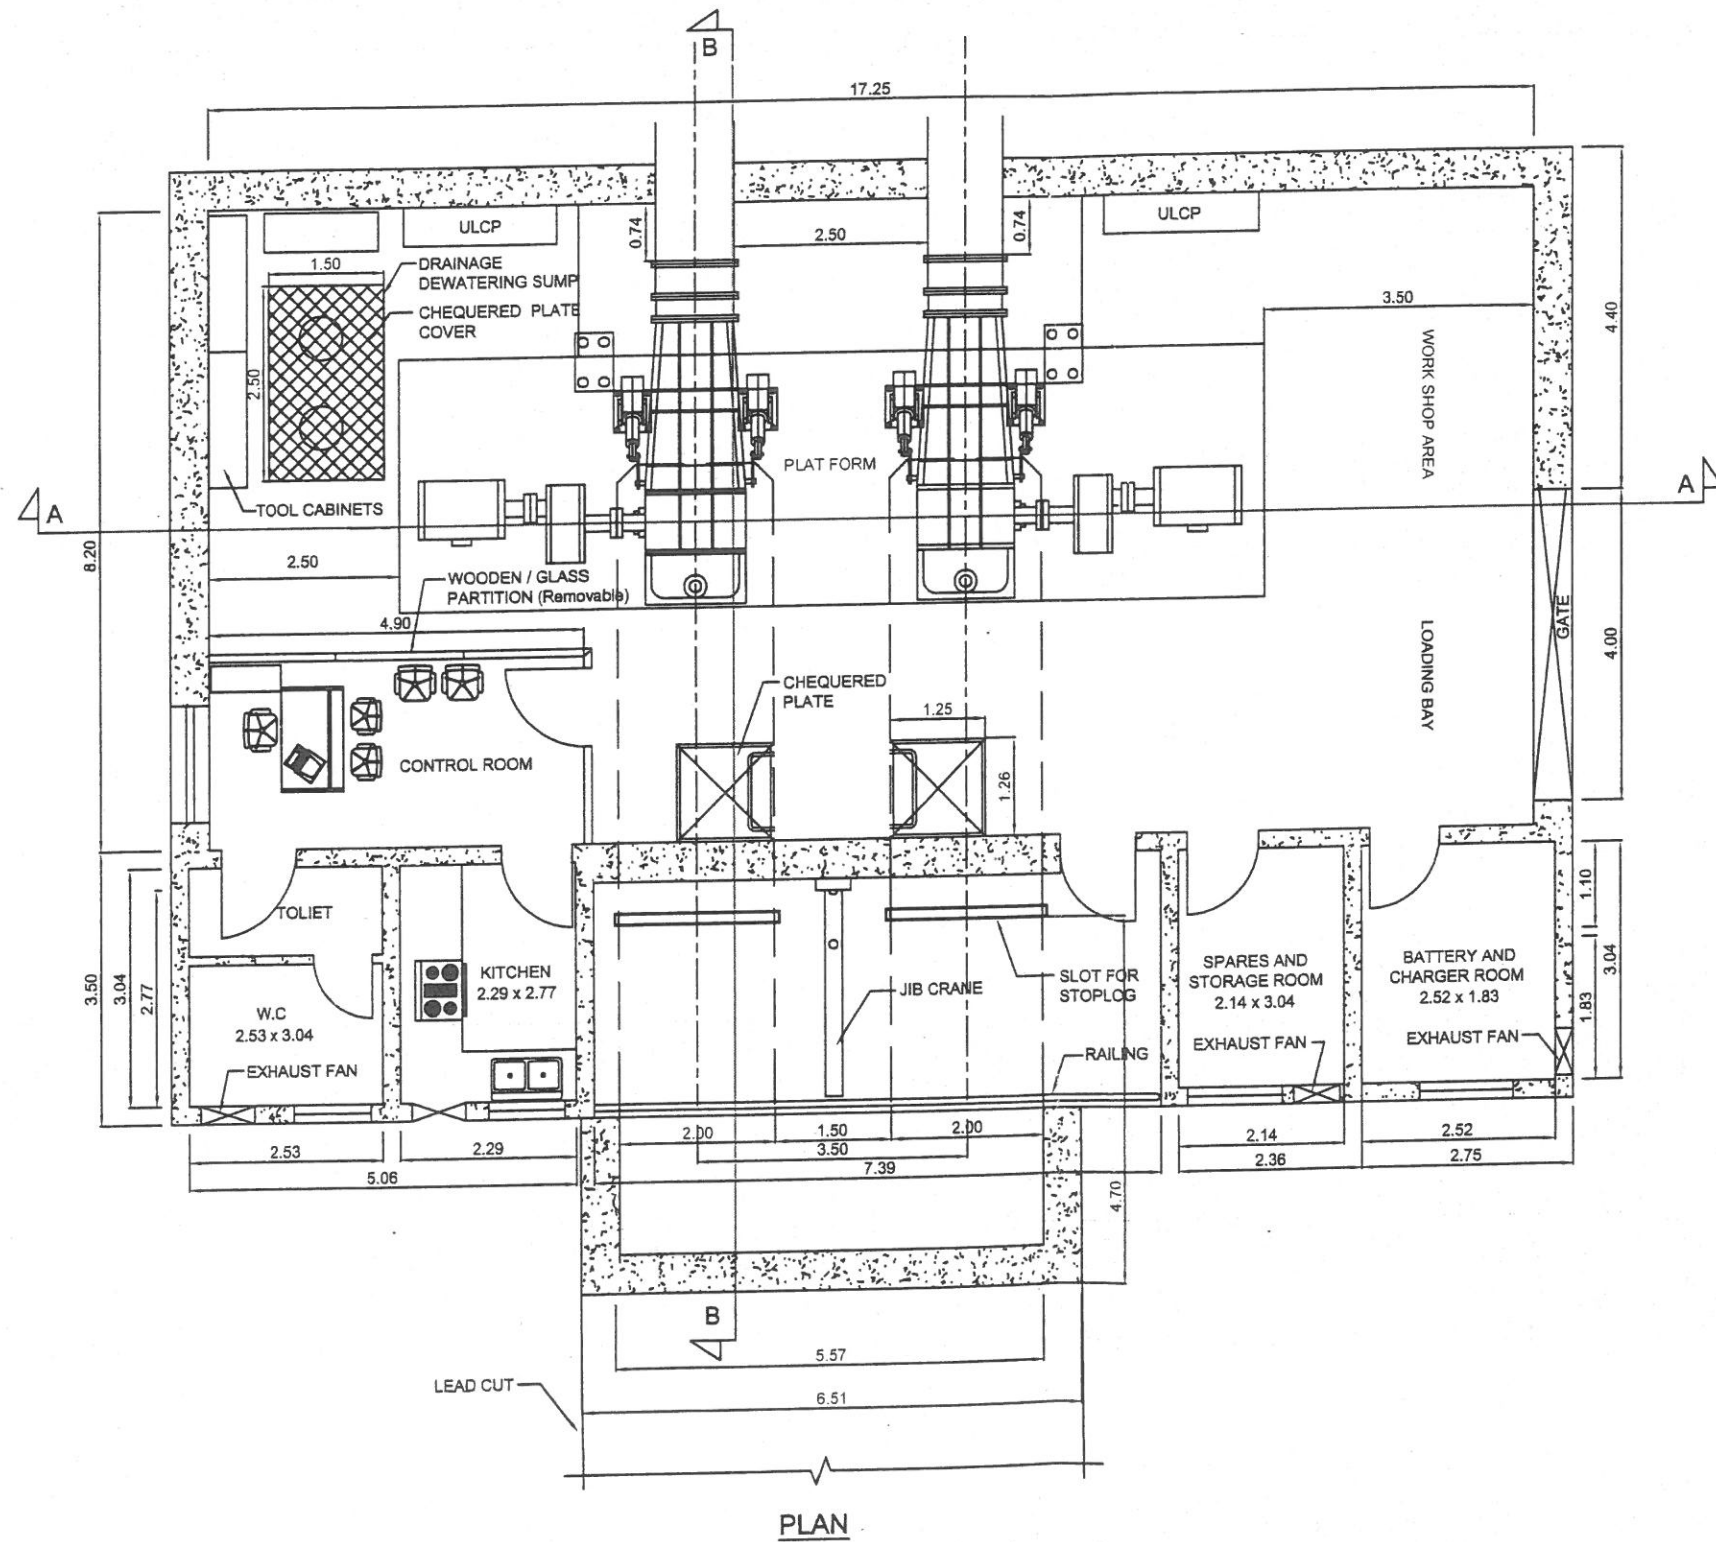 B
17.25
ULCP
0.74
2.50
0.74
ULCP
1.50
DRAINAGE
DEWATERING SUMP
CHEQUERED PLATE
COVER
2.50
3.50
4.40
WORK SHOP AREA
PLAT FORM
TOOL CABINETS
A
A
8.20
2.50
WOODEN / GLASS
PARTITION (Removable)
4.90
GATE
4.00
LOADING BAY
CHEQUERED
PLATE
1.25
1.26
CONTROL ROOM
TOLIET
3.50
3.04
2.77
W.C
2.53 x 3.04
EXHAUST FAN
KITCHEN
2.29 x 2.77
JIB CRANE
SLOT FOR
STOPLOG
RAILING
SPARES AND
STORAGE ROOM
2.14 x 3.04
EXHAUST FAN
BATTERY AND
CHARGER ROOM
2.52 x 1.83
EXHAUST FAN
1.10
3.04
1.83
2.53
2.29
5.06
2.00
1.50
2.00
3.50
7.39
4.70
2.14
2.36
2.52
2.75
B
5.57
LEAD CUT
6.51
PLAN